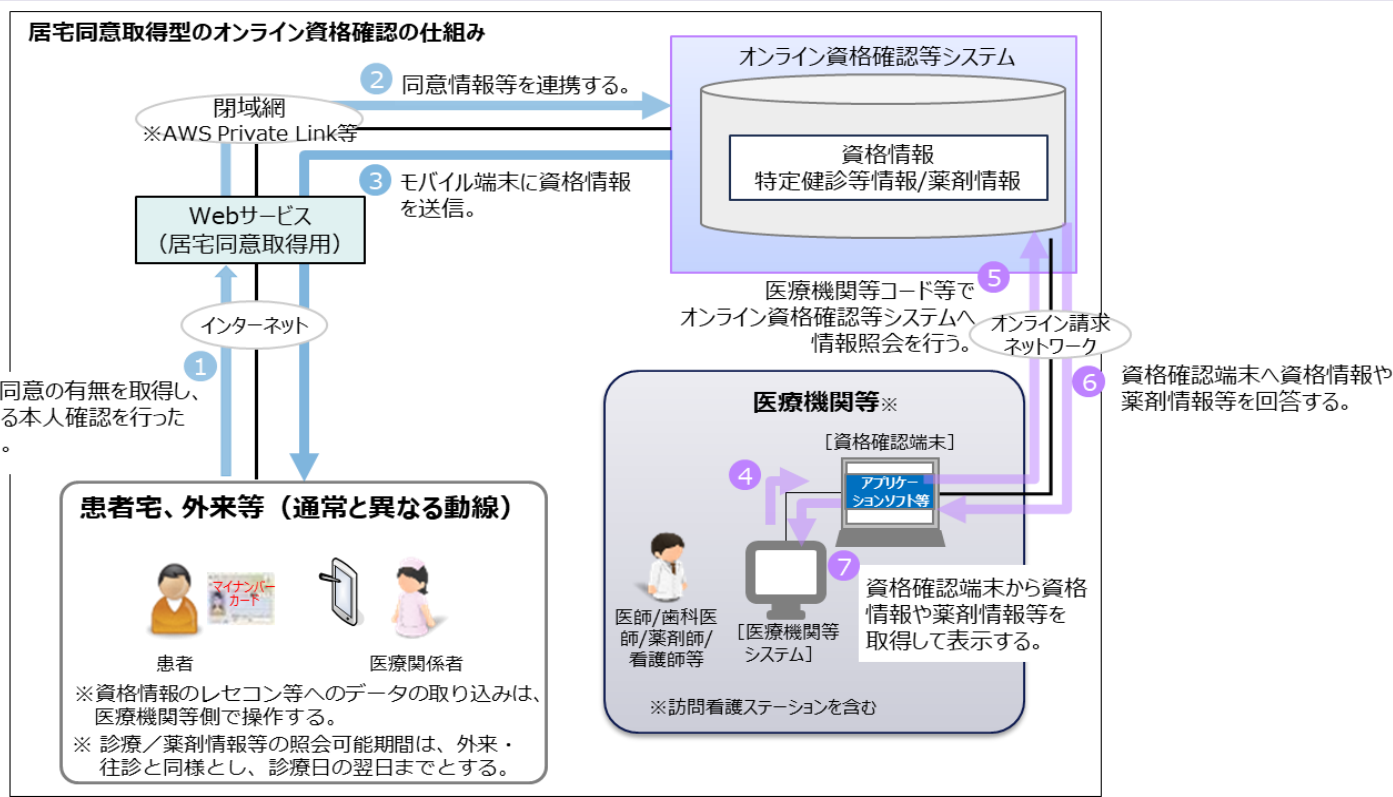 居宅同意取得型のオンライン資格確認の仕組み
オンライン資格確認等システム
2 同意情報等を連携する。
閉域網
※AWS Private Link等
資格情報
特定健診等情報/薬剤情報
3 モバイル端末に資格情報
を送信。
Webサービス
（居宅同意取得用）
5
医療機関等コード等で
オンライン資格確認等システムへ
情報照会を行う。
オンライン請求
ネットワーク
インターネット
1
同意の有無を取得し、
る本人確認を行った
。
6 資格確認端末へ資格情報や
薬剤情報等を回答する。
医療機関等※
［資格確認端末］
4
アプリケー
ションソフト等
患者宅、外来等（通常と異なる動線）
マイナンバー
カード
患者
医療関係者
※資格情報のレセコン等へのデータの取り込みは、
医療機関等側で操作する。
※ 診療／薬剤情報等の照会可能期間は、外来・
往診と同様とし、診療日の翌日までとする。
7
資格確認端末から資格
情報や薬剤情報等を
取得して表示する。
医師/歯科医
師/薬剤師/
看護師等
［医療機関等
システム］
※訪問看護ステーションを含む